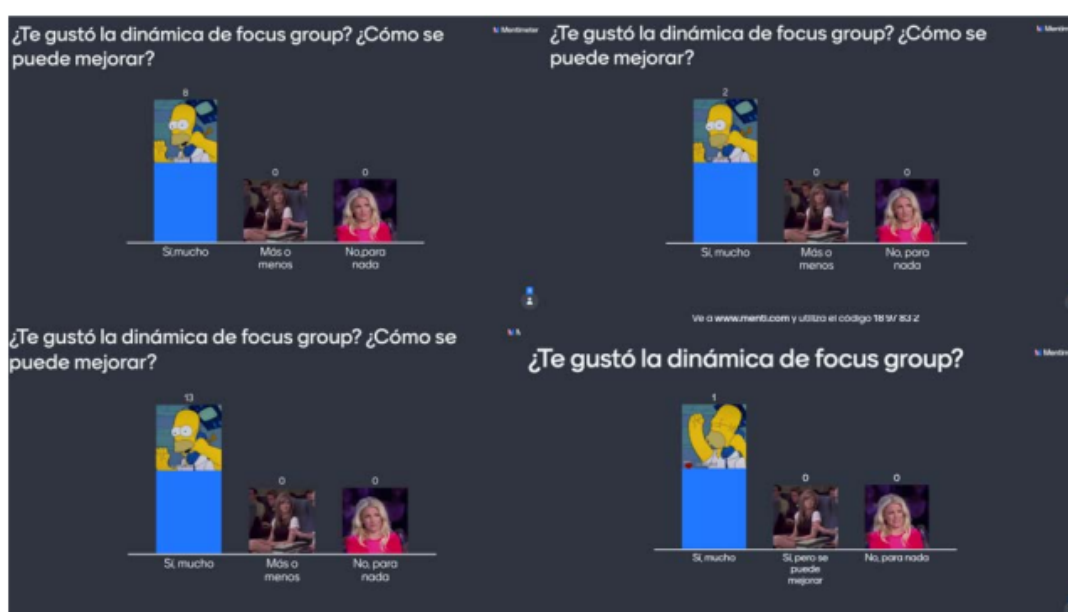 ¿Te gustó la dinámica de focus group? ¿Cómo se
puede mejorar?
Mentimeter
8
0
0
Sí,mucho
Más o
menos
No,para
nada
¿Te gustó la dinámica de focus group? ¿Cómo se
puede mejorar?
Mentim
2
0
0
Sí, mucho
Más o
menos
No, para
nada
¿Te gustó la dinámica de focus group? ¿Cómo se
puede mejorar?
M
13
0
0
Sí, mucho
Más o
menos
No, para
nada
Ve a www.menti.com y utiliza el código 18 97 83 2
¿Te gustó la dinámica de focus group?
Mentim
1
0
0
Sí, mucho
Sí, pero se
puede
mejorar
No, para nada